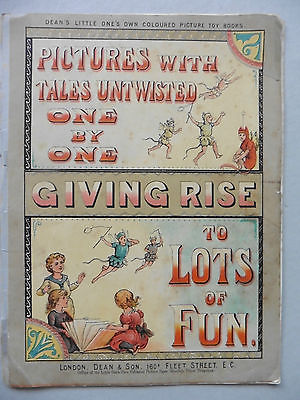 DEAN'S LITTLE ONE'S OWN COLOURED PICTURE TOY BOOKS
PICTURES WITH
TALES UNTWISTED
ONE
BY
ONE
GIVING RISE
TO
LOTS
OF
FUN.
LONDON, DEAN & SON, 160A FLEET STREET, E.C.